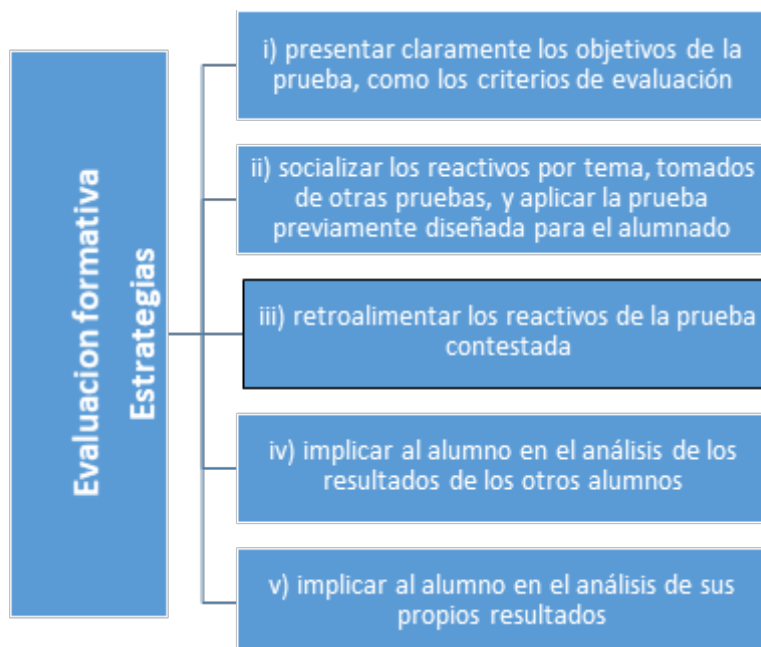 Evaluacion formativa
Estrategias
i) presentar claramente los objetivos de la
prueba, como los criterios de evaluación
ii) socializar los reactivos por tema, tomados
de otras pruebas, y aplicar la prueba
previamente diseñada para el alumnado
iii) retroalimentar los reactivos de la prueba
contestada
iv) implicar al alumno en el análisis de los
resultados de los otros alumnos
v) implicar al alumno en el análisis de sus
propios resultados